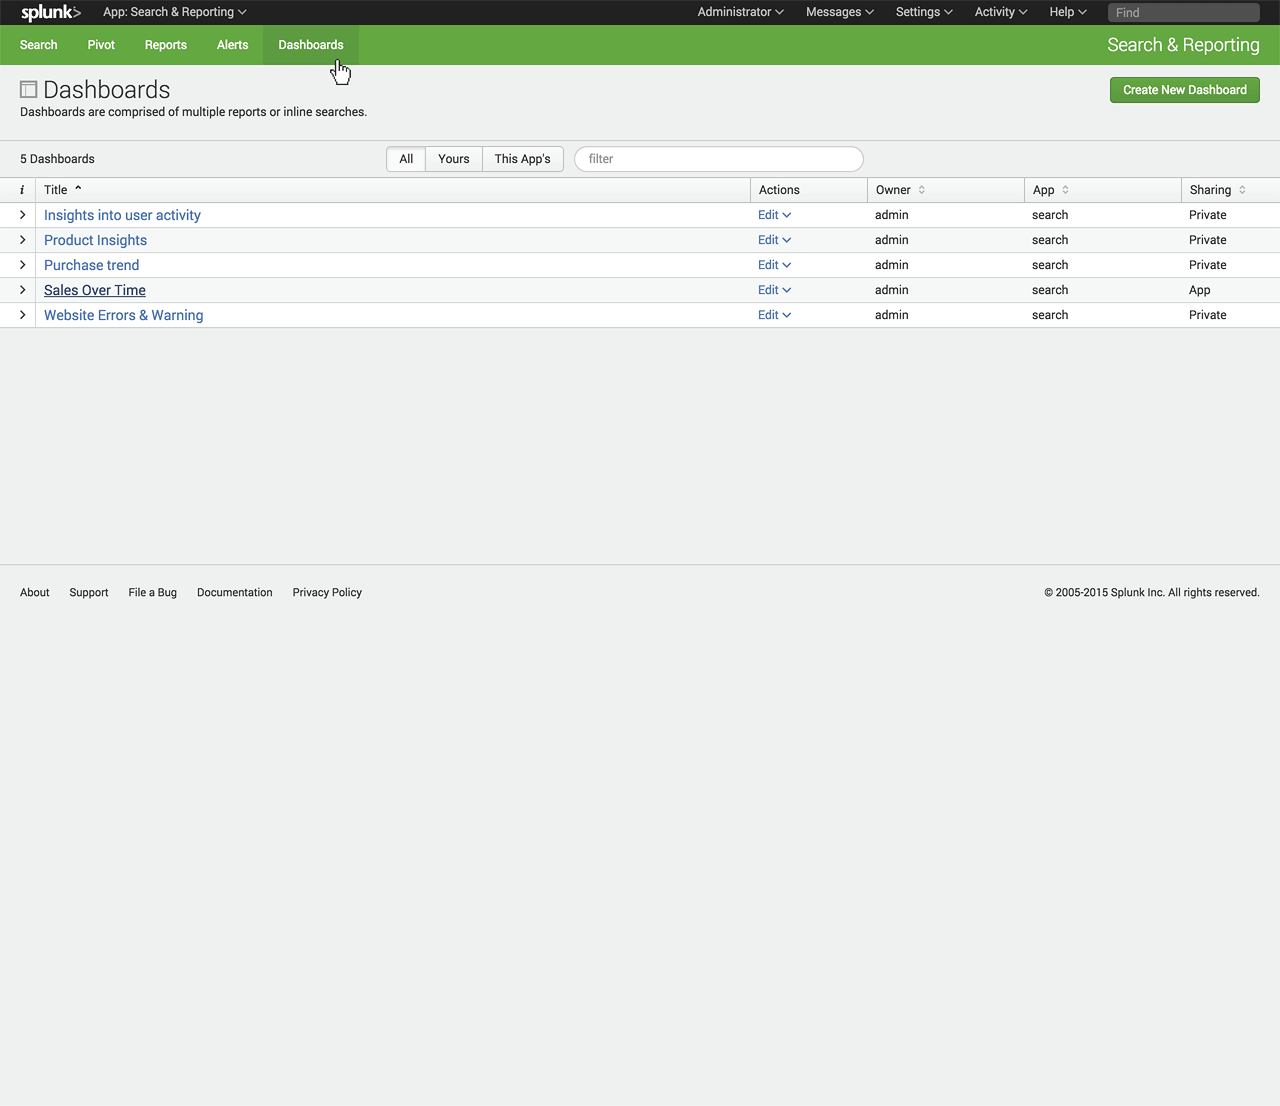 splunk> App: Search & Reporting Administrator Messages Settings Activity Help Find
Search Pivot Reports Alerts Dashboards Search & Reporting
Dashboards Create New Dashboard
Dashboards are comprised of multiple reports or inline searches.
5 Dashboards All Yours This App's filter
i Title Actions Owner App Sharing
Insights into user activity Edit admin search Private
Product Insights Edit admin search Private
Purchase trend Edit admin search Private
Sales Over Time Edit admin search App
Website Errors & Warning Edit admin search Private
About Support File a Bug Documentation Privacy Policy © 2005-2015 Splunk Inc. All rights reserved.